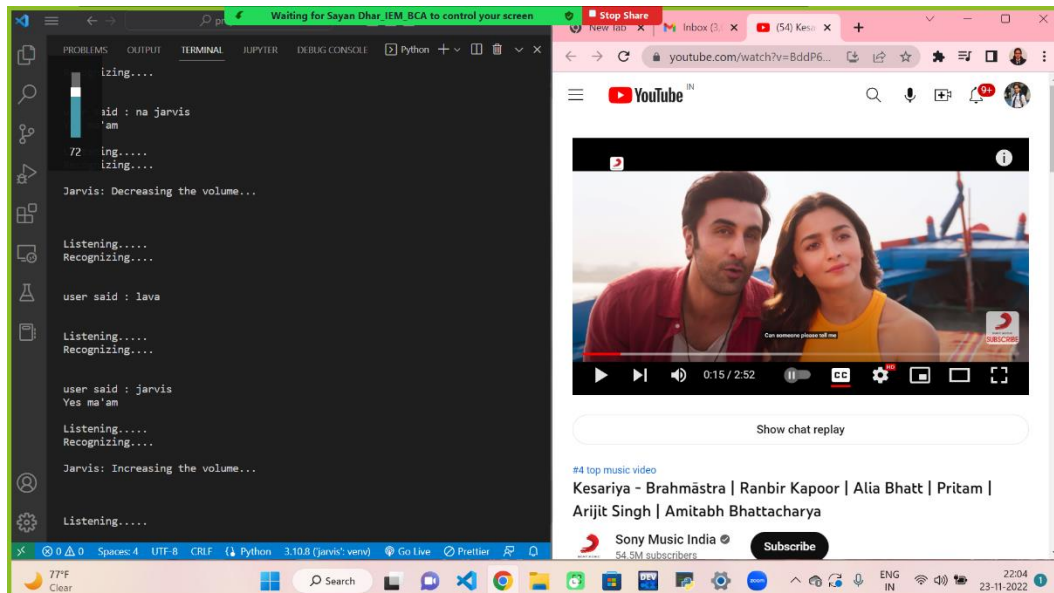 Waiting for Sayan Dhar_IEM_BCA to control your screen
Stop Share
PROBLEMS OUTPUT TERMINAL JUPYTER DEBUG CONSOLE Python
izing....
aid : na jarvis
'am
72
ing.....
izing....
Jarvis: Decreasing the volume...
Listening.....
Recognizing....
user said : lava
Listening.....
Recognizing....
user said : jarvis
Yes ma'am
Listening.....
Recognizing....
Jarvis: Increasing the volume...
Listening.....
0 0 Spaces: 4 UTF-8 CRLF Python 3.10.8 ('jarvis': venv) Go Live Prettier
New Tab Inbox (3, (54) Kesa
youtube.com/watch?v=BddP6...
YouTube IN
9+
Can someone please tell me
SUBSCRIBE
0:15 / 2:52
CC
HD
Show chat replay
#4 top music video
Kesariya - Brahmāstra | Ranbir Kapoor | Alia Bhatt | Pritam |
Arijit Singh | Amitabh Bhattacharya
Sony Music India
54.5M subscribers
Subscribe
77°F
Clear
Search
DEV
zoom
ENG
IN
22:04
23-11-2022
1